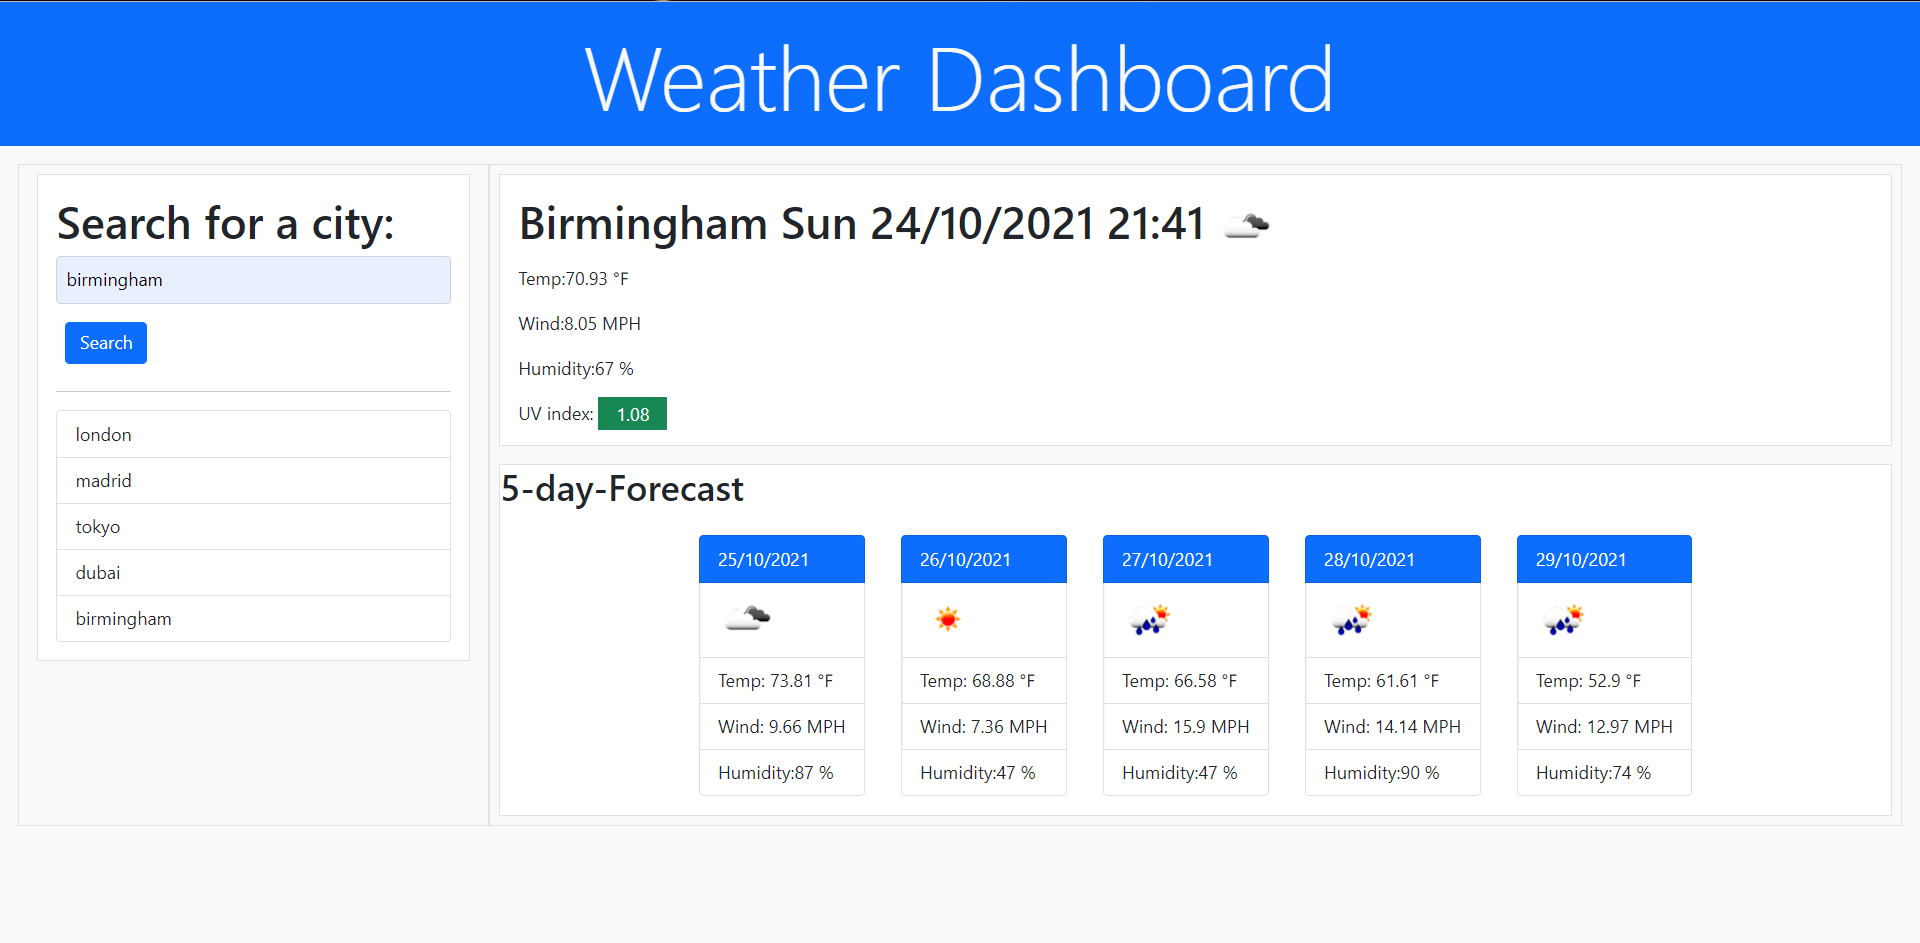 Weather Dashboard
Search for a city:
birmingham
Search
london
madrid
tokyo
dubai
birmingham
Birmingham Sun 24/10/2021 21:41
Temp:70.93 °F
Wind:8.05 MPH
Humidity:67 %
UV index: 1.08
5-day-Forecast
25/10/2021
Temp: 73.81 °F
Wind: 9.66 MPH
Humidity:87 %
26/10/2021
Temp: 68.88 °F
Wind: 7.36 MPH
Humidity:47 %
27/10/2021
Temp: 66.58 °F
Wind: 15.9 MPH
Humidity:47 %
28/10/2021
Temp: 61.61 °F
Wind: 14.14 MPH
Humidity:90 %
29/10/2021
Temp: 52.9 °F
Wind: 12.97 MPH
Humidity:74 %